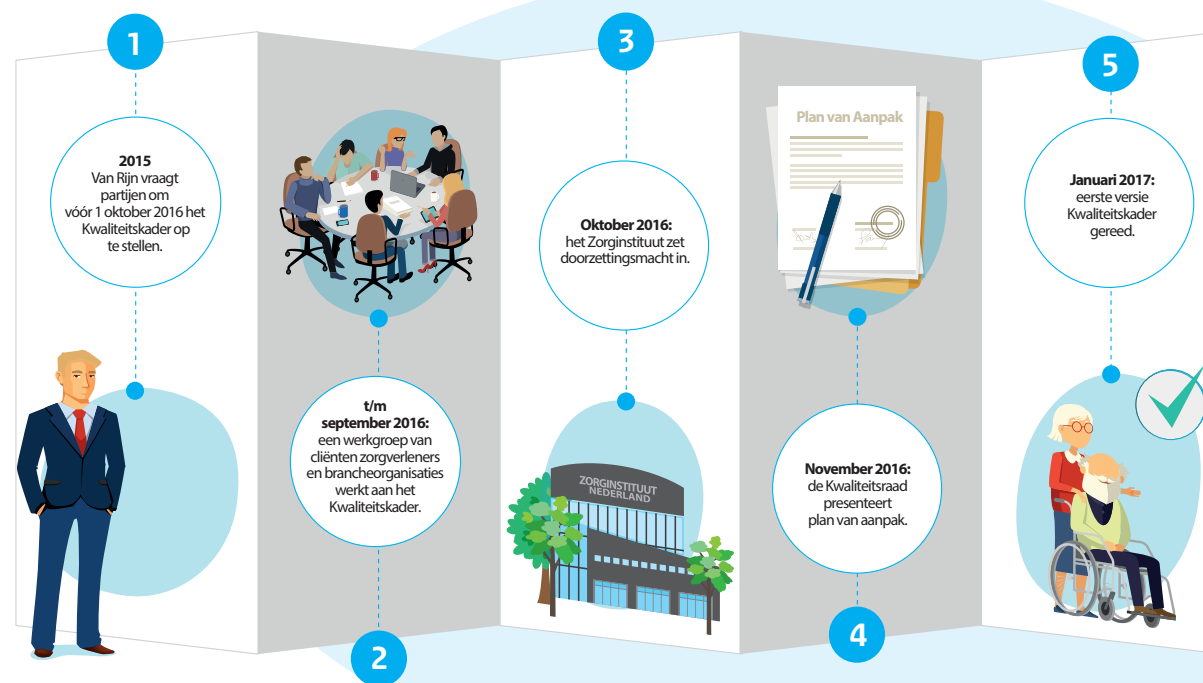 1
2015
Van Rijn vraagt
partijen om
vóór 1 oktober 2016 het
Kwaliteitskader op
te stellen.
t/m
september 2016:
een werkgroep van
cliënten zorgverleners
en brancheorganisaties
werkt aan het
Kwaliteitskader.
2
3
Oktober 2016:
het Zorginstituut zet
doorzettingsmacht in.
ZORGINSTITUUT
NEDERLAND
Plan van Aanpak
November 2016:
de Kwaliteitsraad
presenteert
plan van aanpak.
4
5
Januari 2017:
eerste versie
Kwaliteitskader
gereed.